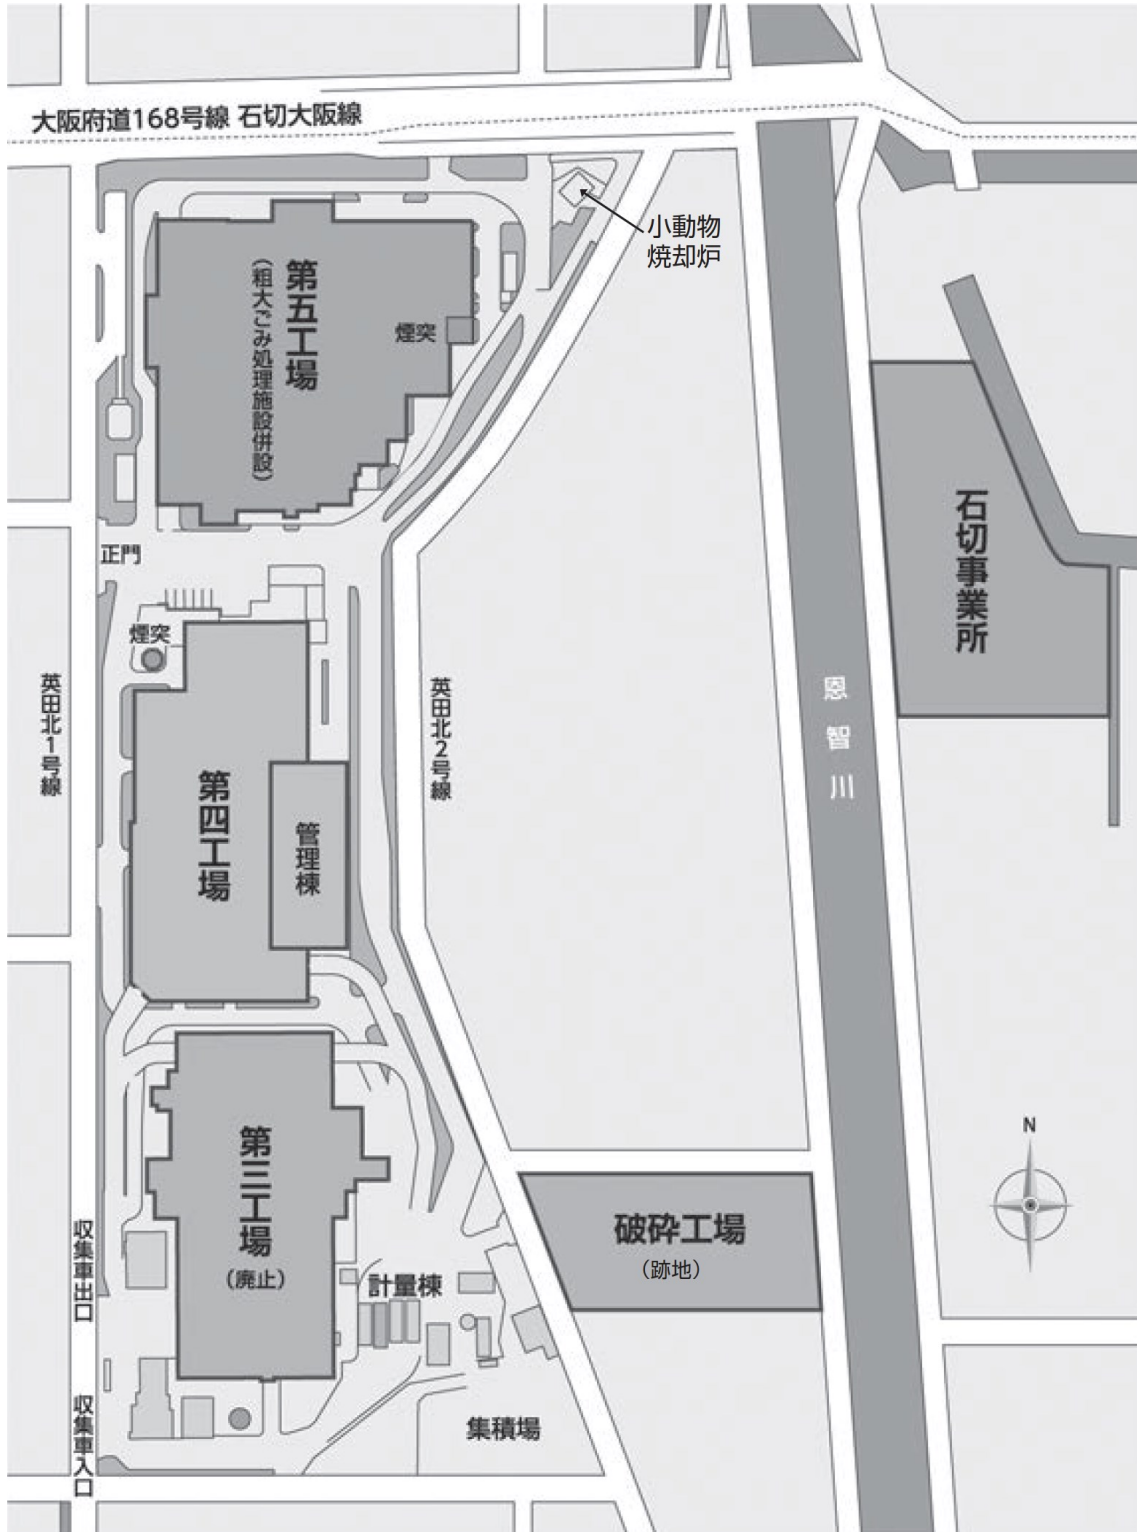 大阪府道168号線 石切大阪線
小動物
焼却炉
第五工場
（粗大ごみ処理施設併設）
煙突
石切事業所
正門
煙突
英田北1号線
英田北2号線
恩智川
第四工場
管理棟
N
第三工場
（廃止）
破砕工場
（跡地）
収集車出口
計量棟
収集車入口
集積場